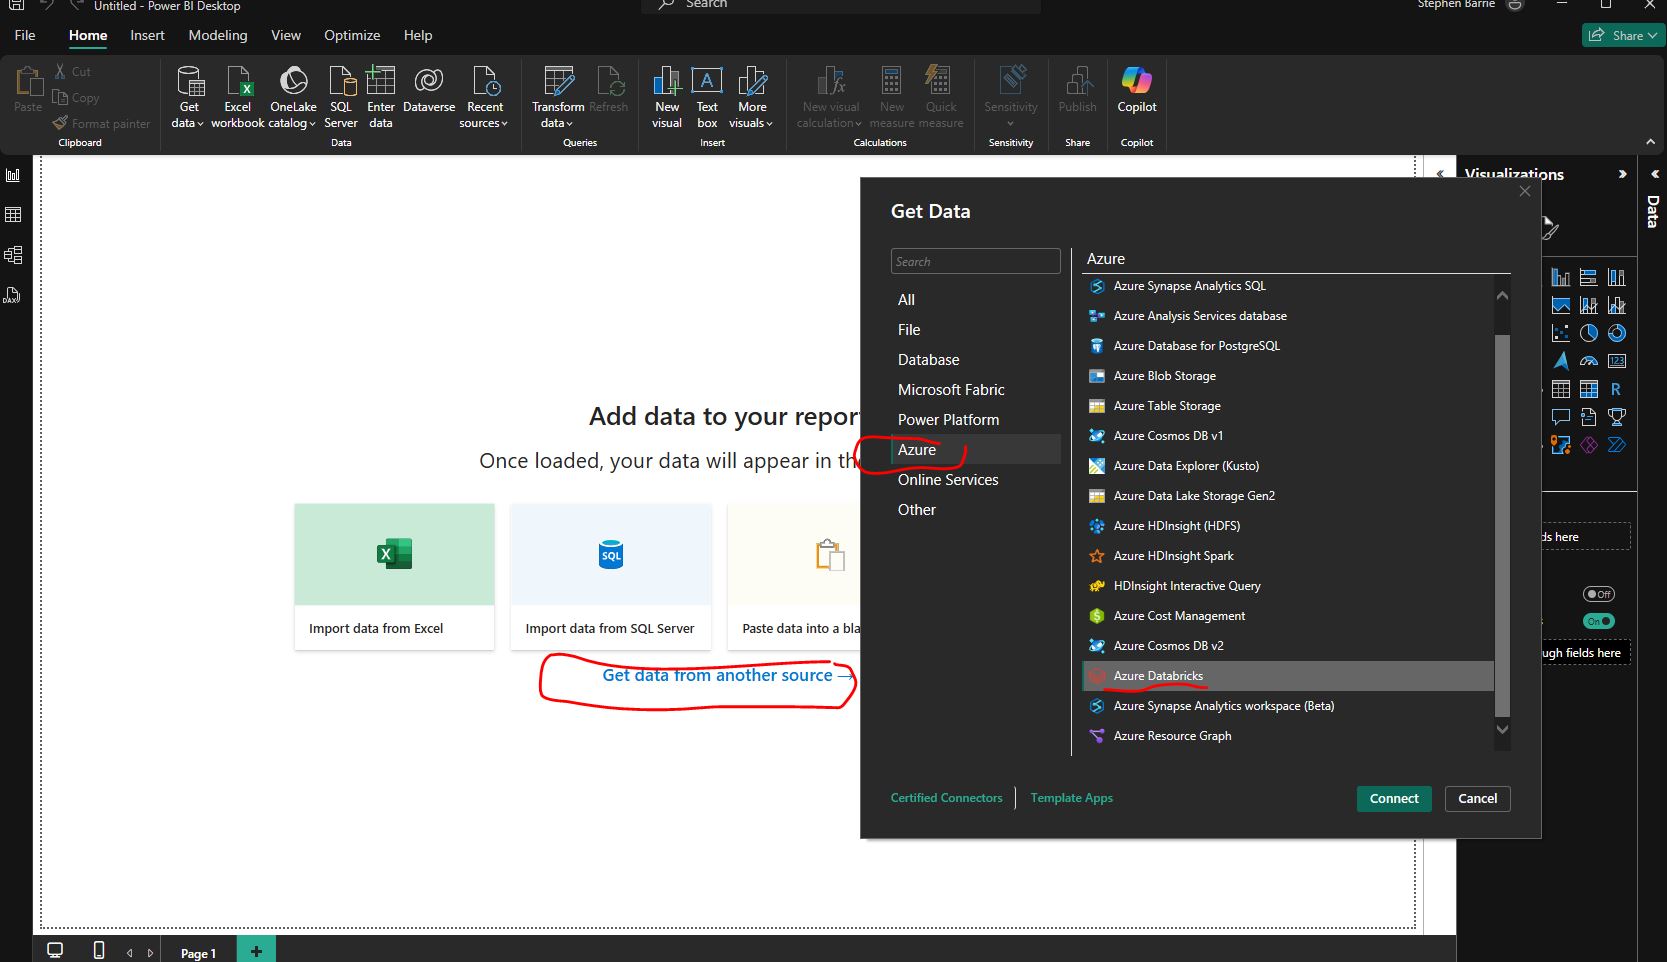 Untitled - Power BI Desktop
Search
Stephen Barrie
File
Home
Insert
Modeling
View
Optimize
Help
Share
Paste
Cut
Copy
Format painter
Clipboard
Get
data
Excel
workbook
OneLake
catalog
SQL
Server
Enter
data
Dataverse
Recent
sources
Data
Transform
data
Refresh
Queries
New
visual
Text
box
More
visuals
Insert
New visual
calculation
New
measure
Quick
measure
Calculations
Sensitivity
Sensitivity
Publish
Share
Copilot
Copilot
Visualizations
Data
Add data to your repor
Once loaded, your data will appear in th
Import data from Excel
SQL
Import data from SQL Server
Paste data into a bla
Get data from another source →
Get Data
Search
All
File
Database
Microsoft Fabric
Power Platform
Azure
Online Services
Other
Azure
Azure Synapse Analytics SQL
Azure Analysis Services database
Azure Database for PostgreSQL
Azure Blob Storage
Azure Table Storage
Azure Cosmos DB v1
Azure Data Explorer (Kusto)
Azure Data Lake Storage Gen2
Azure HDInsight (HDFS)
Azure HDInsight Spark
HDInsight Interactive Query
Azure Cost Management
Azure Cosmos DB v2
Azure Databricks
Azure Synapse Analytics workspace (Beta)
Azure Resource Graph
Certified Connectors
Template Apps
Connect
Cancel
123
R
ds here
Off
On
ugh fields here
DAX
Page 1